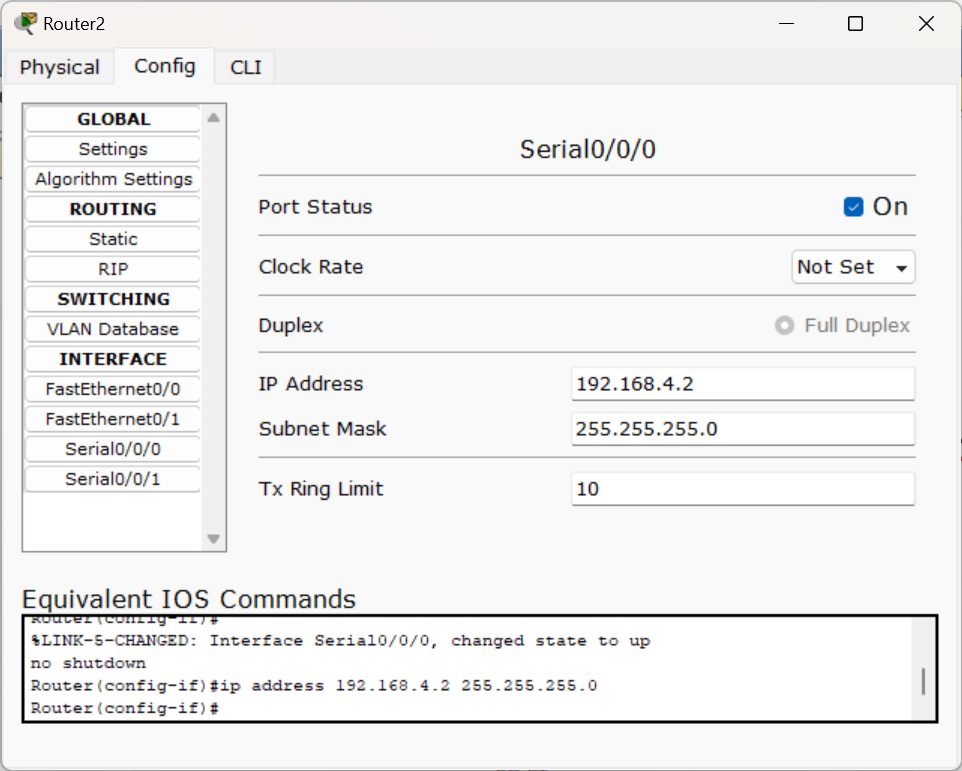 Router2
Physical Config CLI
GLOBAL
Settings
Algorithm Settings
ROUTING
Static
RIP
SWITCHING
VLAN Database
INTERFACE
FastEthernet0/0
FastEthernet0/1
Serial0/0/0
Serial0/0/1
Serial0/0/0
Port Status On
Clock Rate Not Set
Duplex Full Duplex
IP Address 192.168.4.2
Subnet Mask 255.255.255.0
Tx Ring Limit 10
Equivalent IOS Commands
Router(config-if)#
%LINK-5-CHANGED: Interface Serial0/0/0, changed state to up
no shutdown
Router(config-if)#ip address 192.168.4.2 255.255.255.0
Router(config-if)#